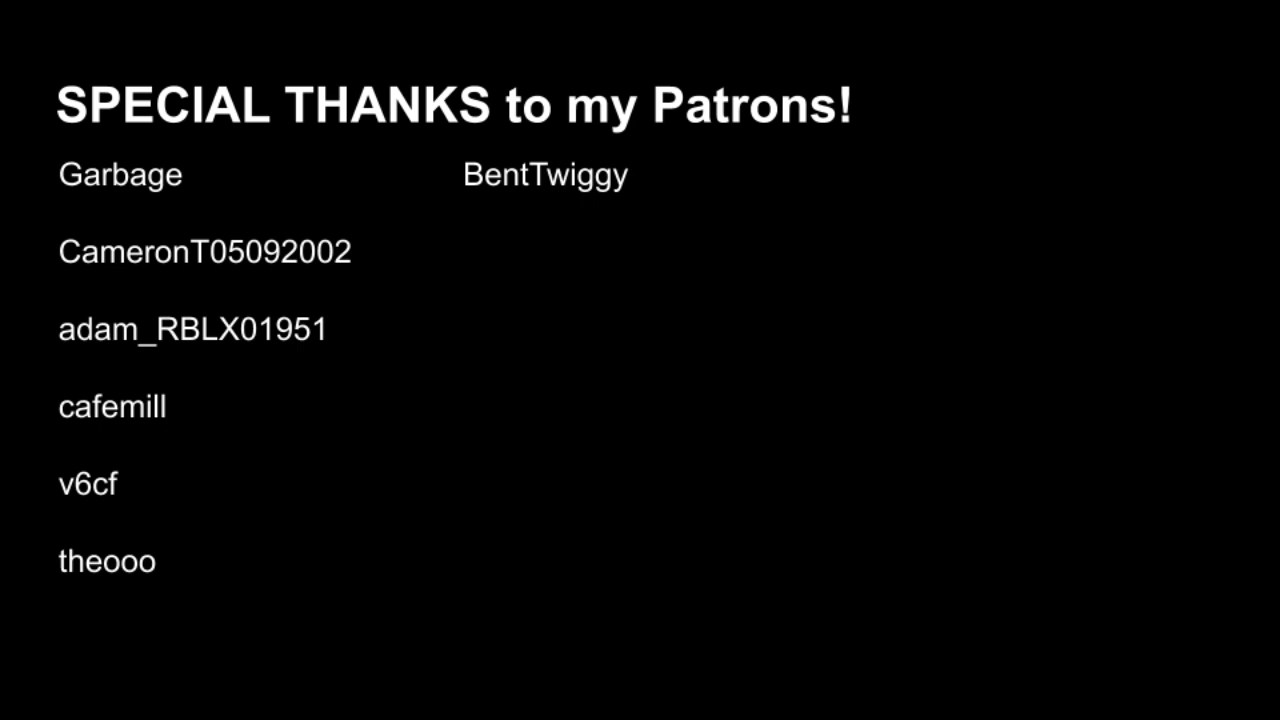 SPECIAL THANKS to my Patrons!
Garbage
CameronT05092002
adam_RBLX01951
cafemill
v6cf
theooo
BentTwiggy